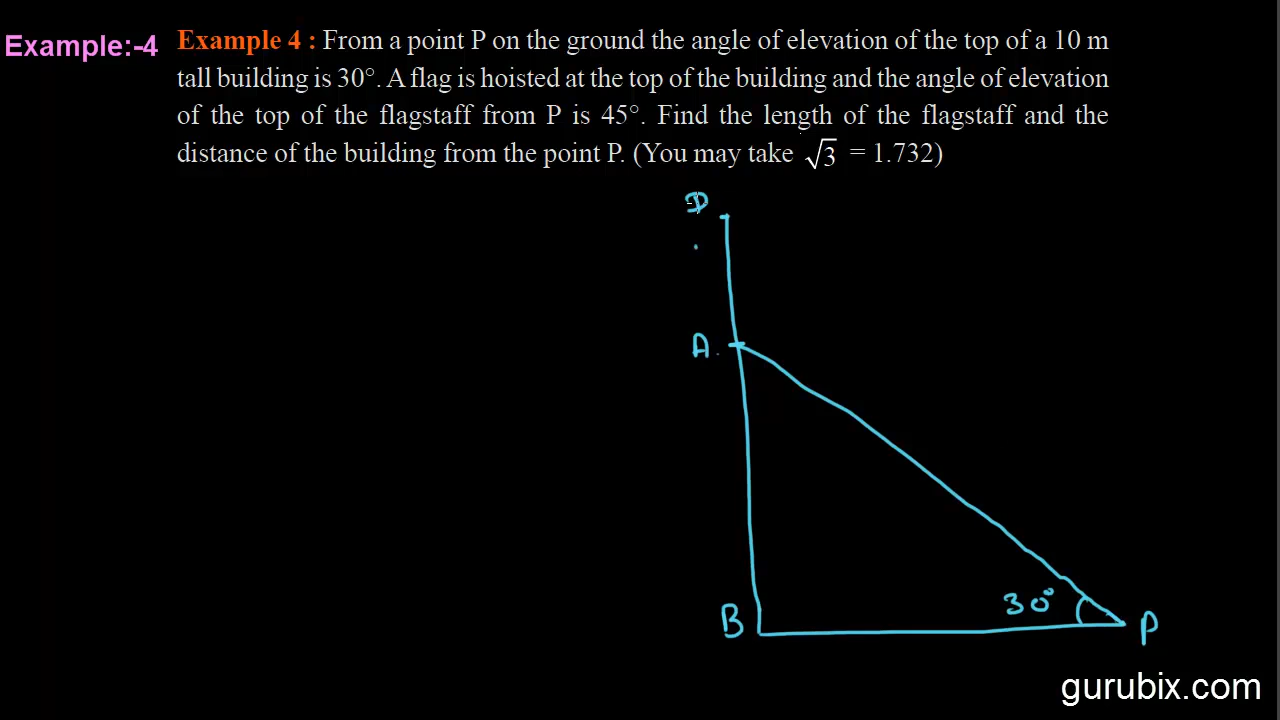 Example:-4
Example 4 : From a point P on the ground the angle of elevation of the top of a 10 m
tall building is 30°. A flag is hoisted at the top of the building and the angle of elevation
of the top of the flagstaff from P is 45°. Find the length of the flagstaff and the
distance of the building from the point P. (You may take √3 = 1.732)
D
A
B
30°
P
gurubix.com